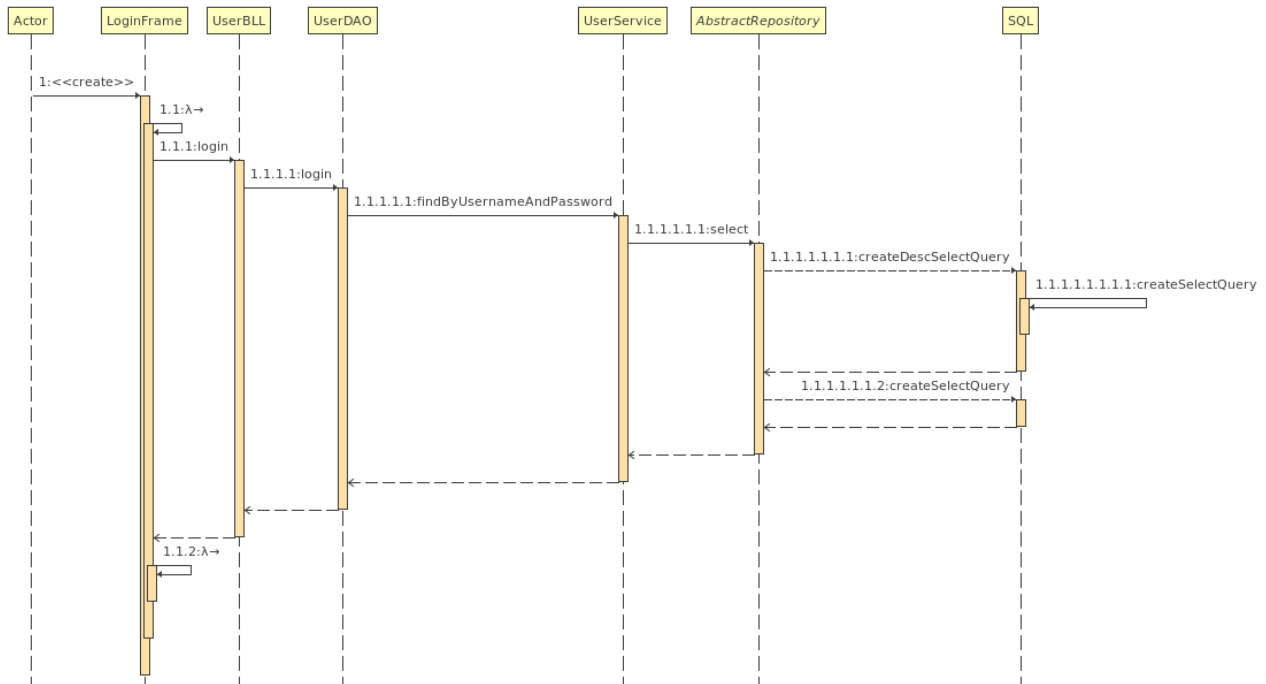 Actor LoginFrame UserBLL UserDAO UserService AbstractRepository SQL
1:<<create>>
1.1:λ→
1.1.1:login
1.1.1.1:login
1.1.1.1.1:findByUsernameAndPassword
1.1.1.1.1.1:select
1.1.1.1.1.1.1:createDescSelectQuery
1.1.1.1.1.1.1.1:createSelectQuery
1.1.1.1.1.1.2:createSelectQuery
1.1.2:λ→